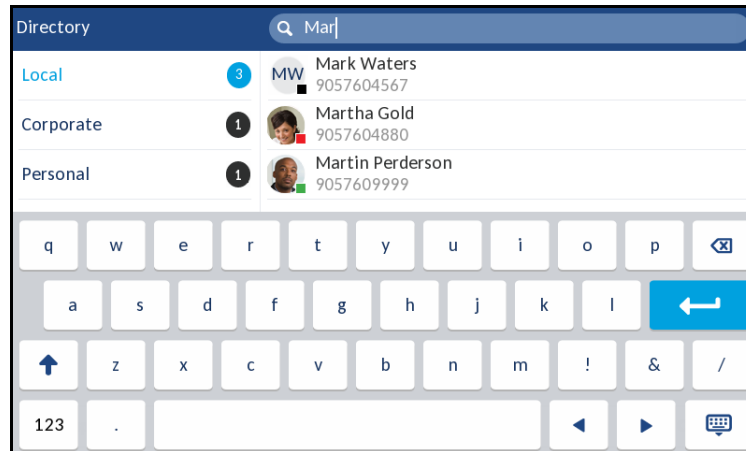 Directory
Mar
Local 3
Corporate 1
Personal 1
MW Mark Waters
9057604567
Martha Gold
9057604880
Martin Perderson
9057609999
q w e r t y u i o p
a s d f g h j k l
z x c v b n m ! & /
123 .